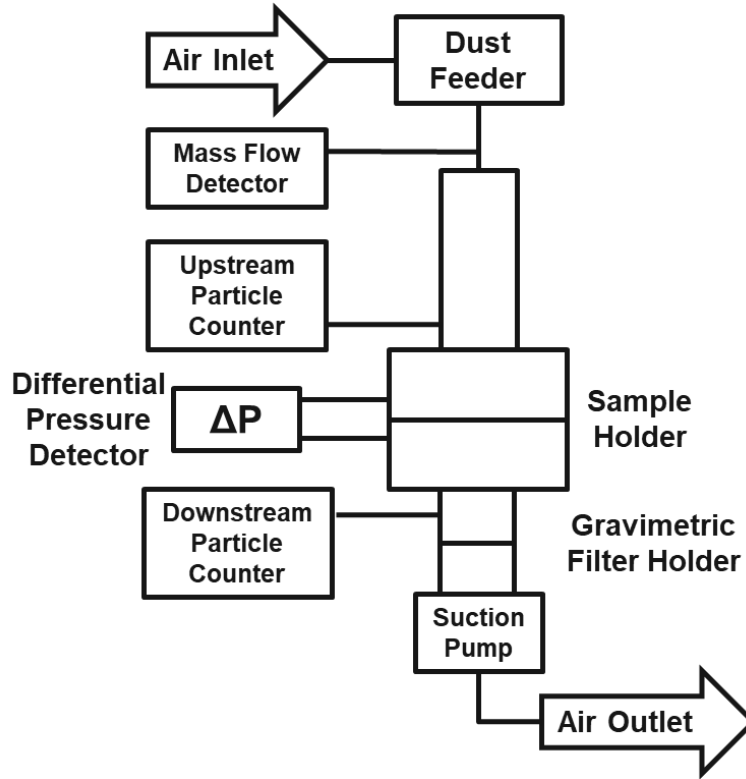 Air Inlet
Dust
Feeder
Mass Flow
Detector
Upstream
Particle
Counter
Differential
Pressure
Detector
ΔP
Sample
Holder
Downstream
Particle
Counter
Gravimetric
Filter Holder
Suction
Pump
Air Outlet